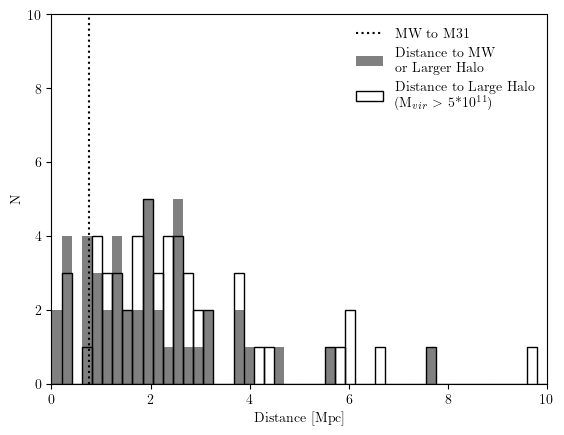 10
8
6
4
2
0
N
MW to M31
Distance to MW
or Larger Halo
Distance to Large Halo
(M_{vir} > 5*10^{11})
0 2 4 6 8 10
Distance [Mpc]